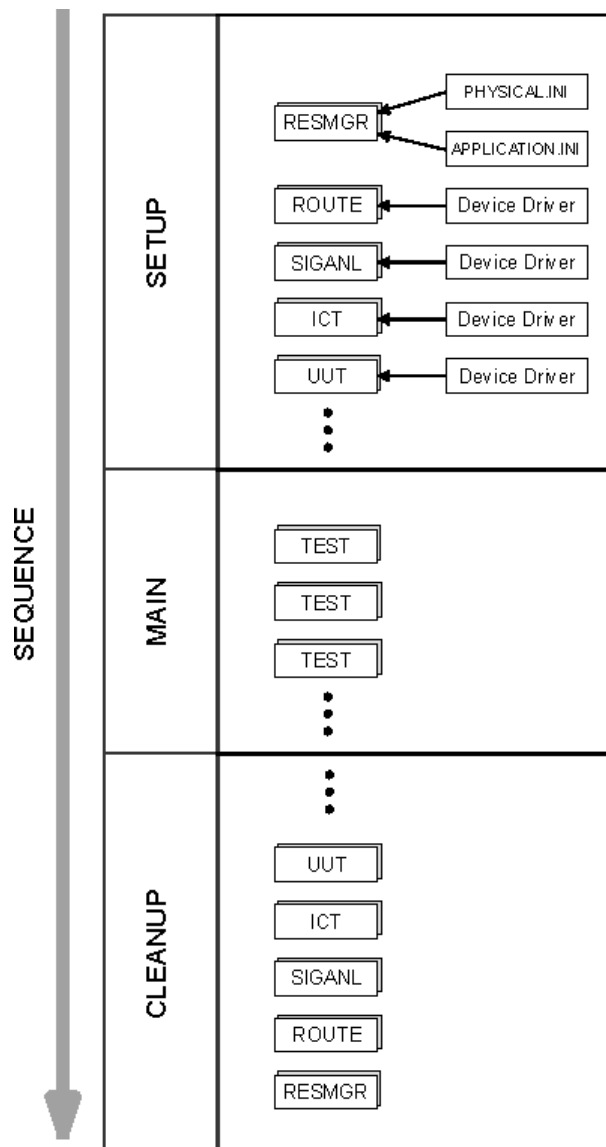 SEQUENCE
SETUP
RESMGR
PHYSICAL.INI
APPLICATION.INI
ROUTE
Device Driver
SIGANL
Device Driver
ICT
Device Driver
UUT
Device Driver
MAIN
TEST
TEST
TEST
CLEANUP
UUT
ICT
SIGANL
ROUTE
RESMGR